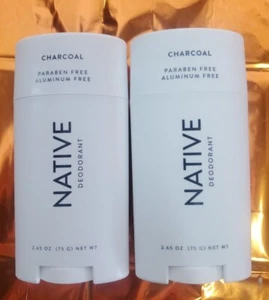 CHARCOAL
PARABEN FREE
ALUMINUM FREE
NATIVE
DEODORANT
2.65 OZ (75 G) NET WT
CHARCOAL
PARABEN FREE
ALUMINUM FREE
NATIVE
DEODORANT
2.65 OZ (75 G) NET WT